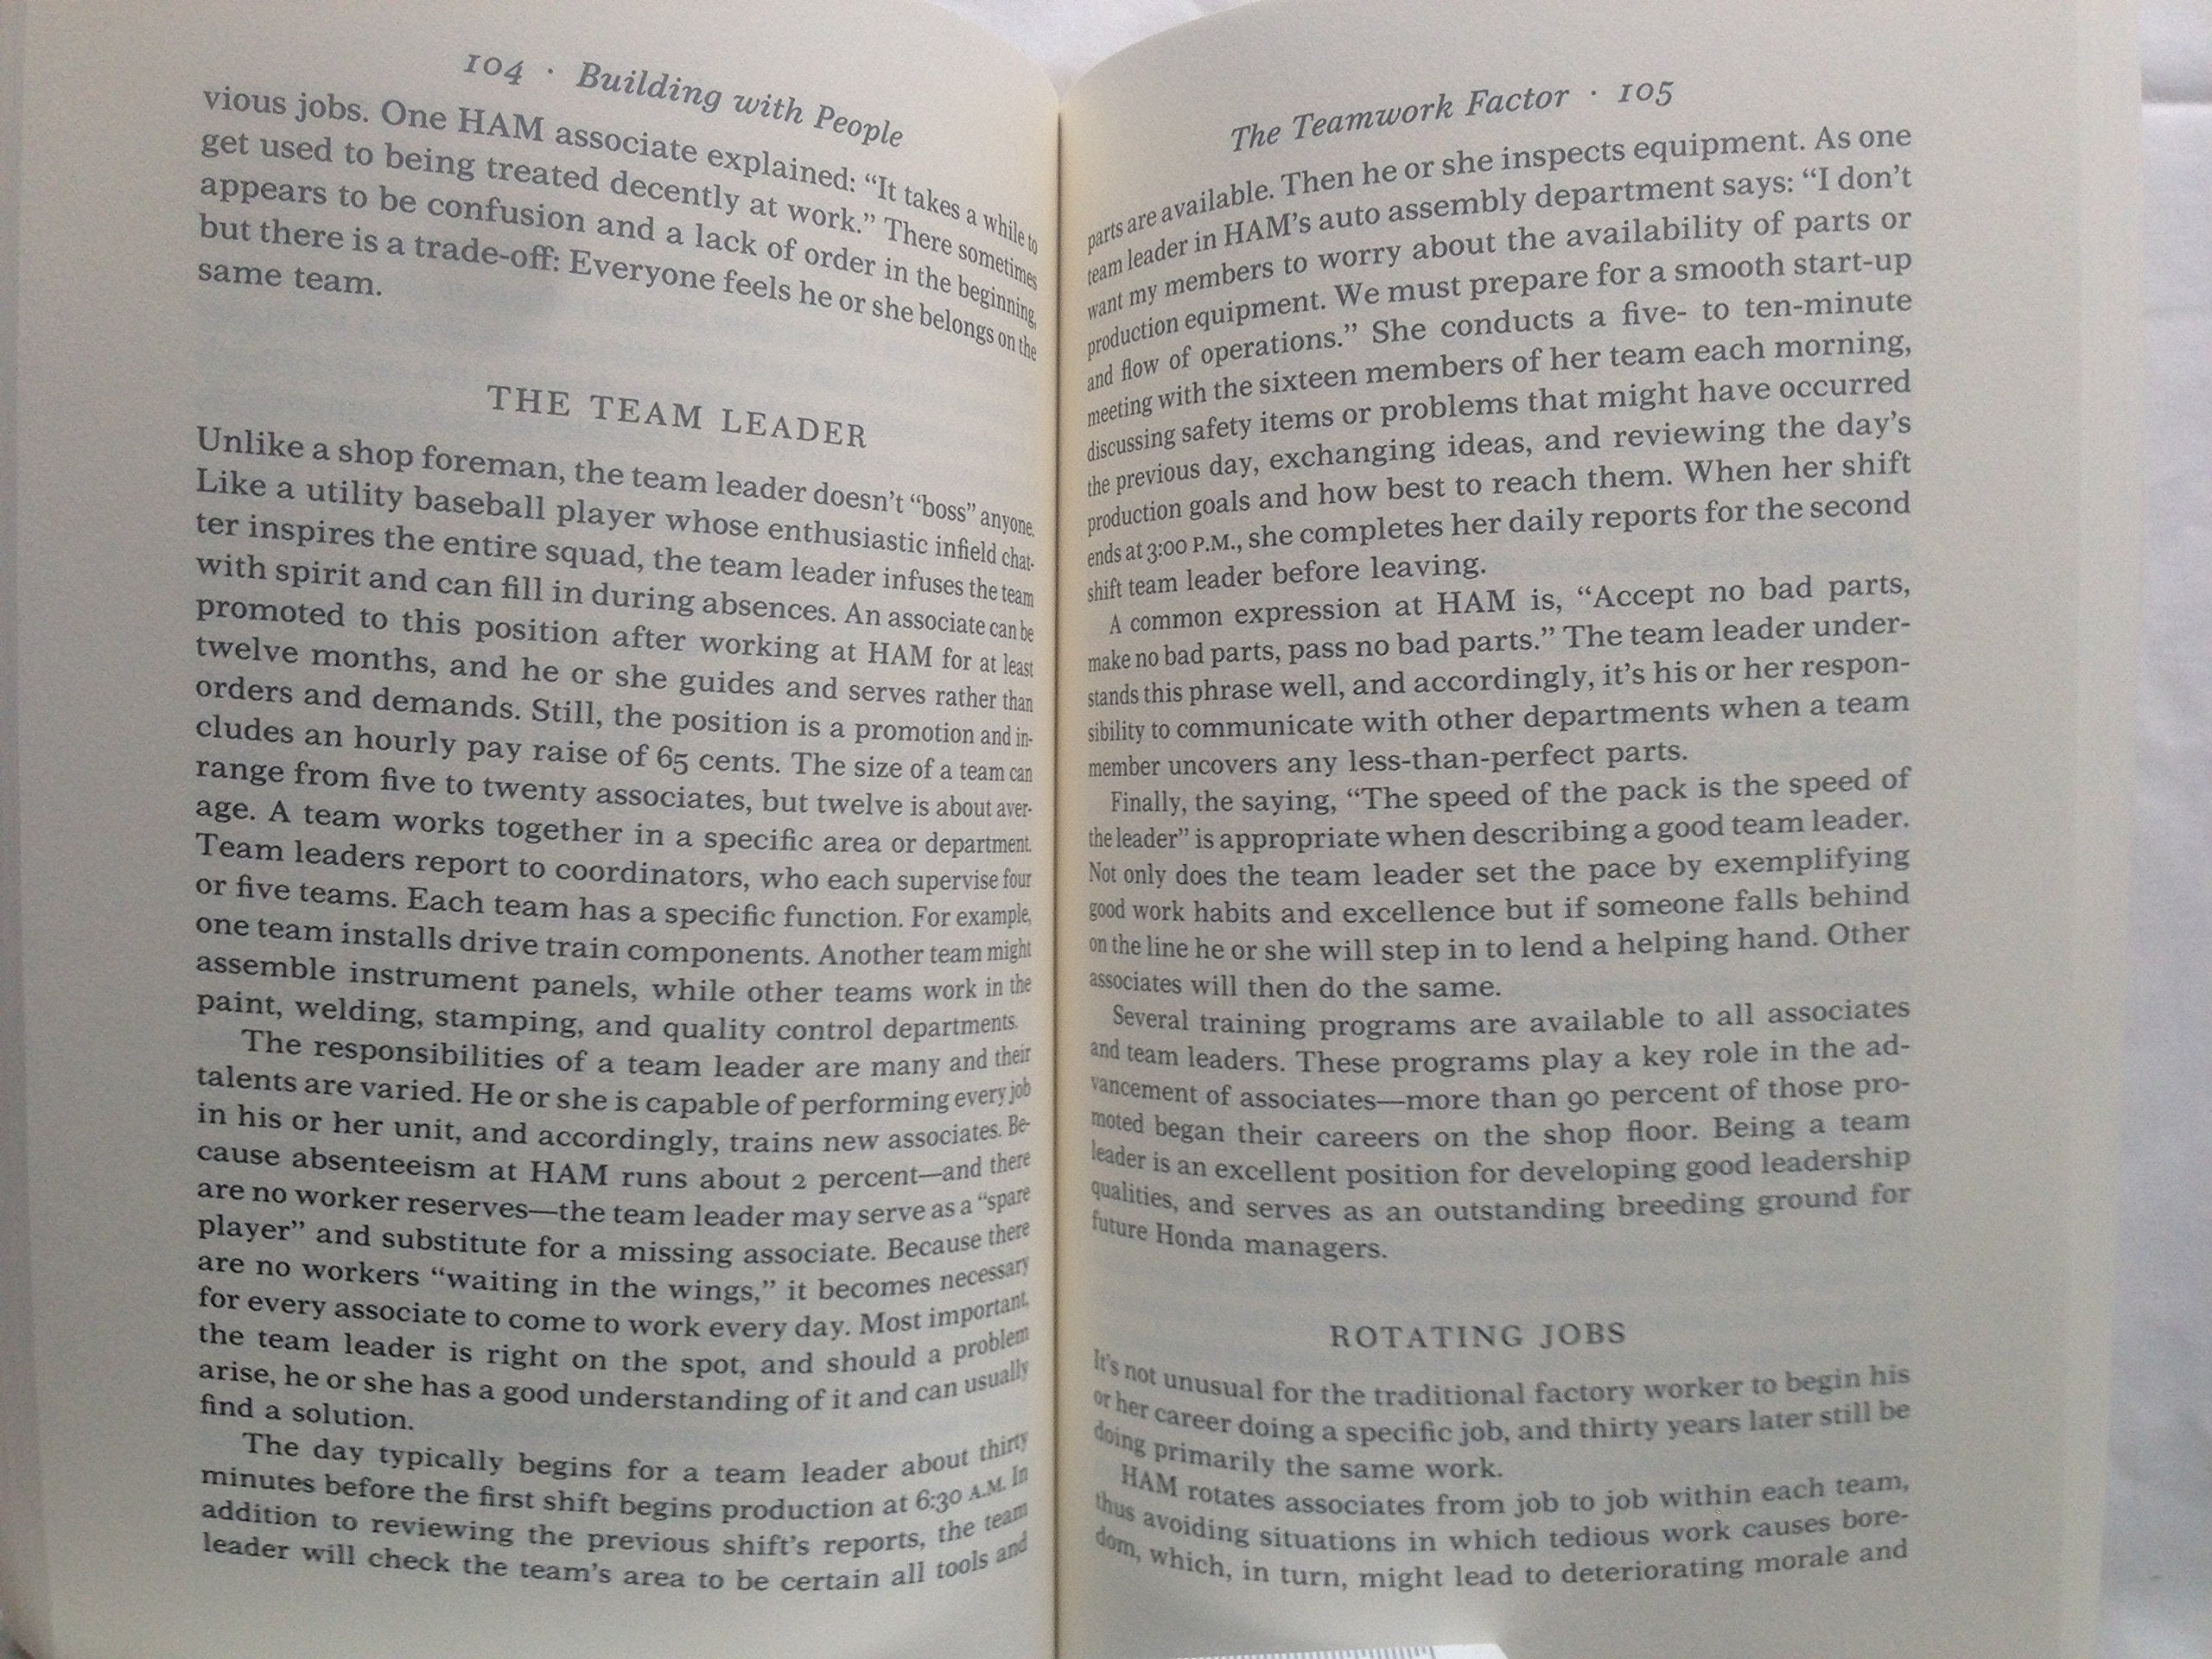 104 · Building with People
vious jobs. One HAM associate explained: “It takes a while to
get used to being treated decently at work.” There sometimes
appears to be confusion and a lack of order in the beginning,
but there is a trade-off: Everyone feels he or she belongs on the
same team.
THE TEAM LEADER
Unlike a shop foreman, the team leader doesn’t “boss” anyone.
Like a utility baseball player whose enthusiastic infield chat-
ter inspires the entire squad, the team leader infuses the team
with spirit and can fill in during absences. An associate can be
promoted to this position after working at HAM for at least
twelve months, and he or she guides and serves rather than
orders and demands. Still, the position is a promotion and in-
cludes an hourly pay raise of 65 cents. The size of a team can
range from five to twenty associates, but twelve is about aver-
age. A team works together in a specific area or department.
Team leaders report to coordinators, who each supervise four
or five teams. Each team has a specific function. For example,
one team installs drive train components. Another team might
assemble instrument panels, while other teams work in the
paint, welding, stamping, and quality control departments.
The responsibilities of a team leader are many and their
talents are varied. He or she is capable of performing every job
in his or her unit, and accordingly, trains new associates. Be-
cause absenteeism at HAM runs about 2 percent—and there
are no worker reserves—the team leader may serve as a “spare
player” and substitute for a missing associate. Because there
are no workers “waiting in the wings,” it becomes necessary
for every associate to come to work every day. Most important,
the team leader is right on the spot, and should a problem
arise, he or she has a good understanding of it and can usually
find a solution.
The day typically begins for a team leader about thirty
minutes before the first shift begins production at 6:30 A.M. In
addition to reviewing the previous shift’s reports, the team
leader will check the team’s area to be certain all tools and
The Teamwork Factor · 105
parts are available. Then he or she inspects equipment. As one
team leader in HAM’s auto assembly department says: “I don’t
want my members to worry about the availability of parts or
production equipment. We must prepare for a smooth start-up
and flow of operations.” She conducts a five- to ten-minute
meeting with the sixteen members of her team each morning,
discussing safety items or problems that might have occurred
the previous day, exchanging ideas, and reviewing the day’s
production goals and how best to reach them. When her shift
ends at 3:00 P.M., she completes her daily reports for the second
shift team leader before leaving.
A common expression at HAM is, “Accept no bad parts,
make no bad parts, pass no bad parts.” The team leader under-
stands this phrase well, and accordingly, it’s his or her respon-
sibility to communicate with other departments when a team
member uncovers any less-than-perfect parts.
Finally, the saying, “The speed of the pack is the speed of
the leader” is appropriate when describing a good team leader.
Not only does the team leader set the pace by exemplifying
good work habits and excellence but if someone falls behind
on the line he or she will step in to lend a helping hand. Other
associates will then do the same.
Several training programs are available to all associates
and team leaders. These programs play a key role in the ad-
vancement of associates—more than 90 percent of those pro-
moted began their careers on the shop floor. Being a team
leader is an excellent position for developing good leadership
qualities, and serves as an outstanding breeding ground for
future Honda managers.
ROTATING JOBS
It’s not unusual for the traditional factory worker to begin his
or her career doing a specific job, and thirty years later still be
doing primarily the same work.
HAM rotates associates from job to job within each team,
thus avoiding situations in which tedious work causes bore-
dom, which, in turn, might lead to deteriorating morale and